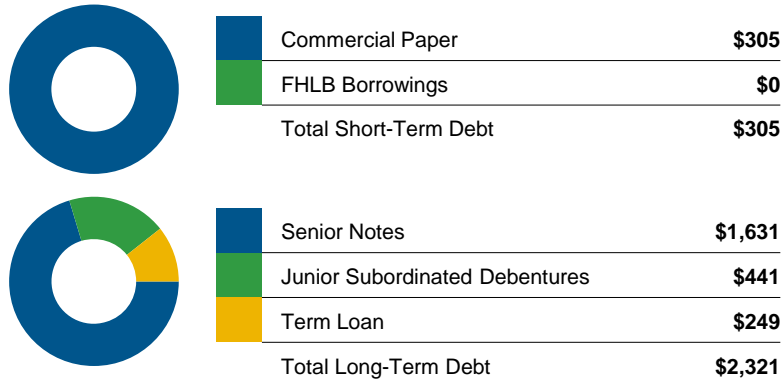 Commercial Paper $305
FHLB Borrowings $0
Total Short-Term Debt $305
Senior Notes $1,631
Junior Subordinated Debentures $441
Term Loan $249
Total Long-Term Debt $2,321